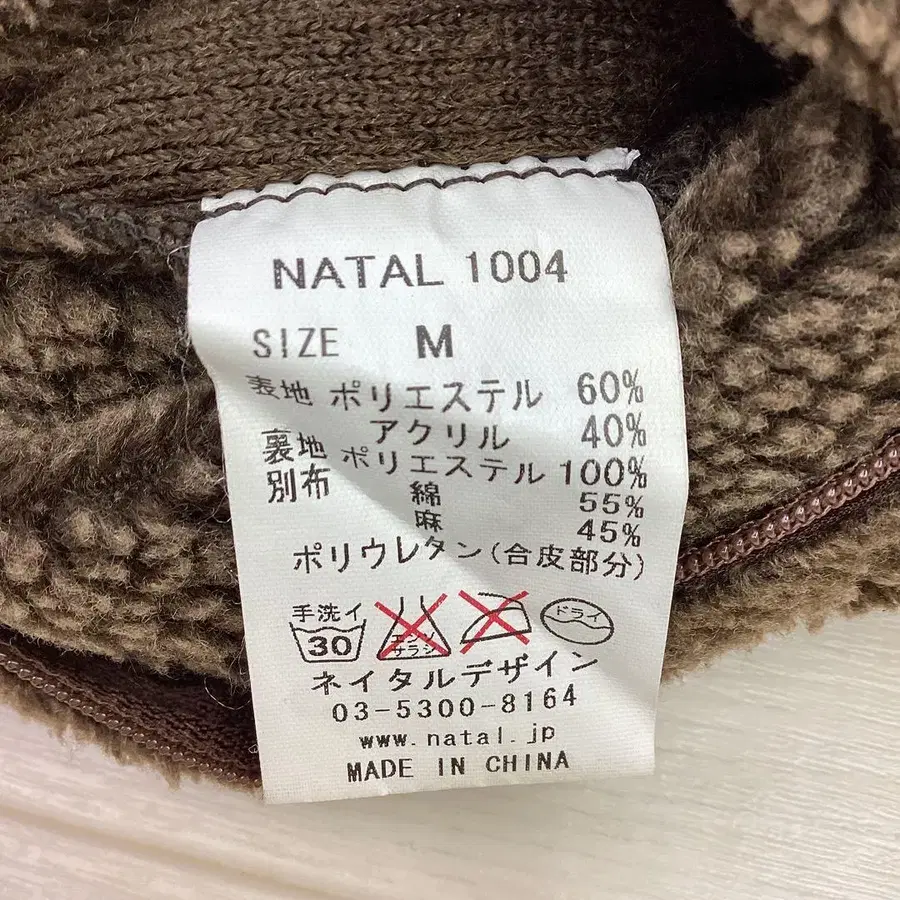 NATAL 1004
SIZE M
表地 ポリエステル 60%
アクリル 40%
裏地 ポリエステル 100%
別布 綿 55%
麻 45%
ポリウレタン(合皮部分)
手洗イ 30 エンソサラシ ドライ
ネイタルデザイン
03-5300-8164
www.natal.jp
MADE IN CHINA